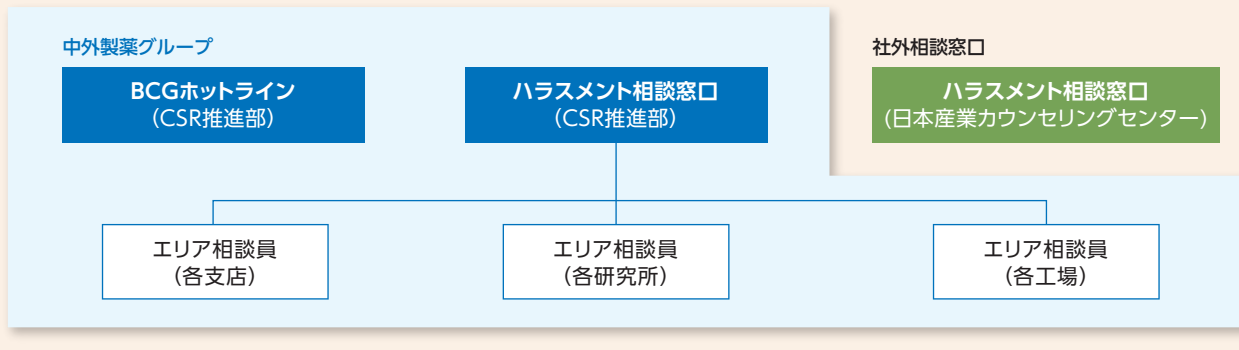 中外製薬グループ
社外相談窓口
BCGホットライン
(CSR推進部)
ハラスメント相談窓口
(CSR推進部)
ハラスメント相談窓口
(日本産業カウンセリングセンター)
エリア相談員
(各支店)
エリア相談員
(各研究所)
エリア相談員
(各工場)